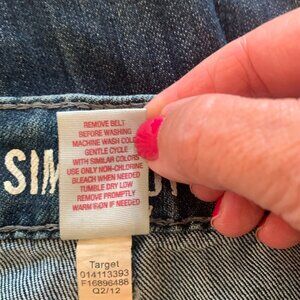 REMOVE BELT
BEFORE WASHING
MACHINE WASH COLD
GENTLE CYCLE
WITH SIMILAR COLORS
USE ONLY NON-CHLORINE
BLEACH WHEN NEEDED
TUMBLE DRY LOW
REMOVE PROMPTLY
WARM IRON IF NEEDED
Target
014113393
F16896488
Q2/12